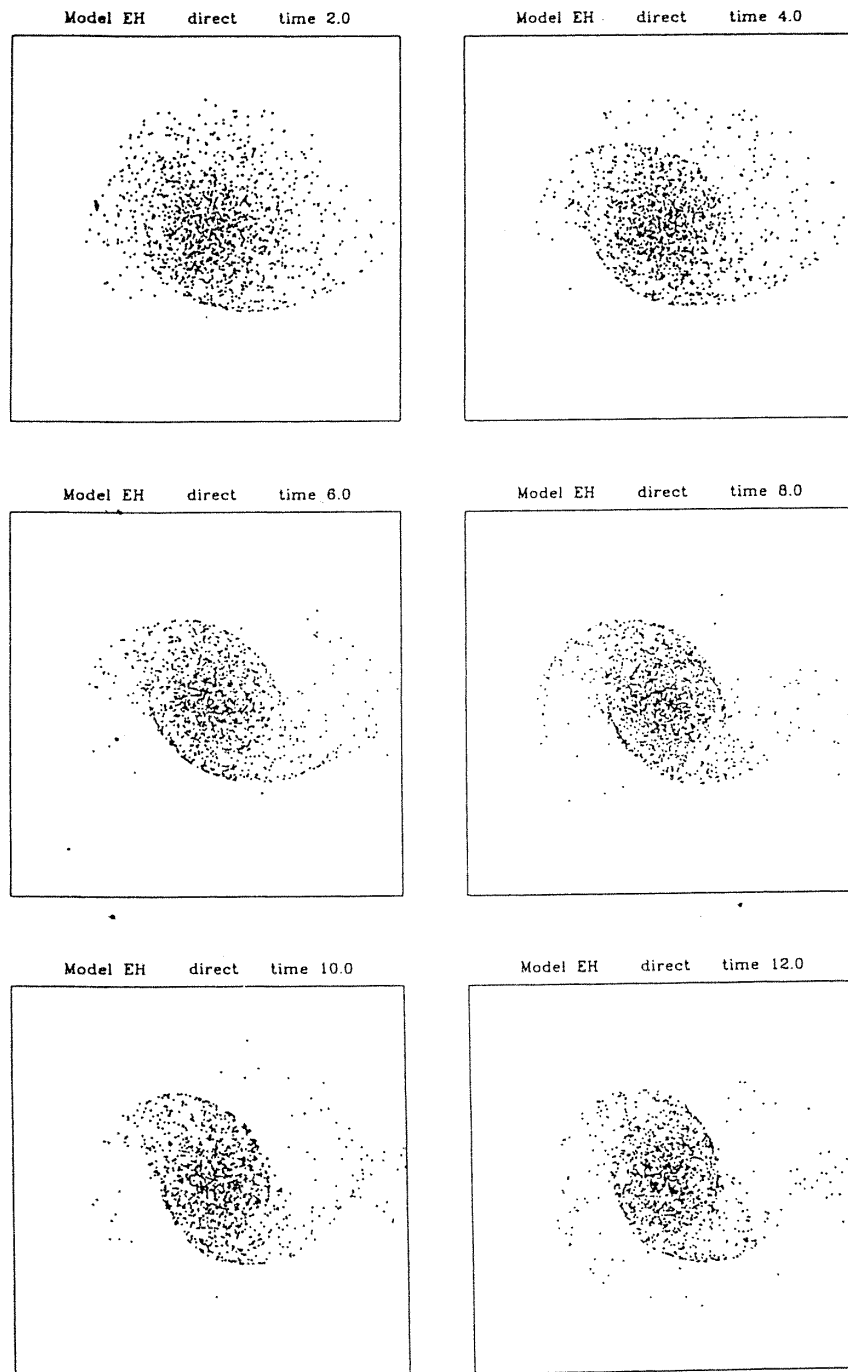 Model EH direct time 2.0
Model EH direct time 4.0
Model EH direct time 6.0
Model EH direct time 8.0
Model EH direct time 10.0
Model EH direct time 12.0